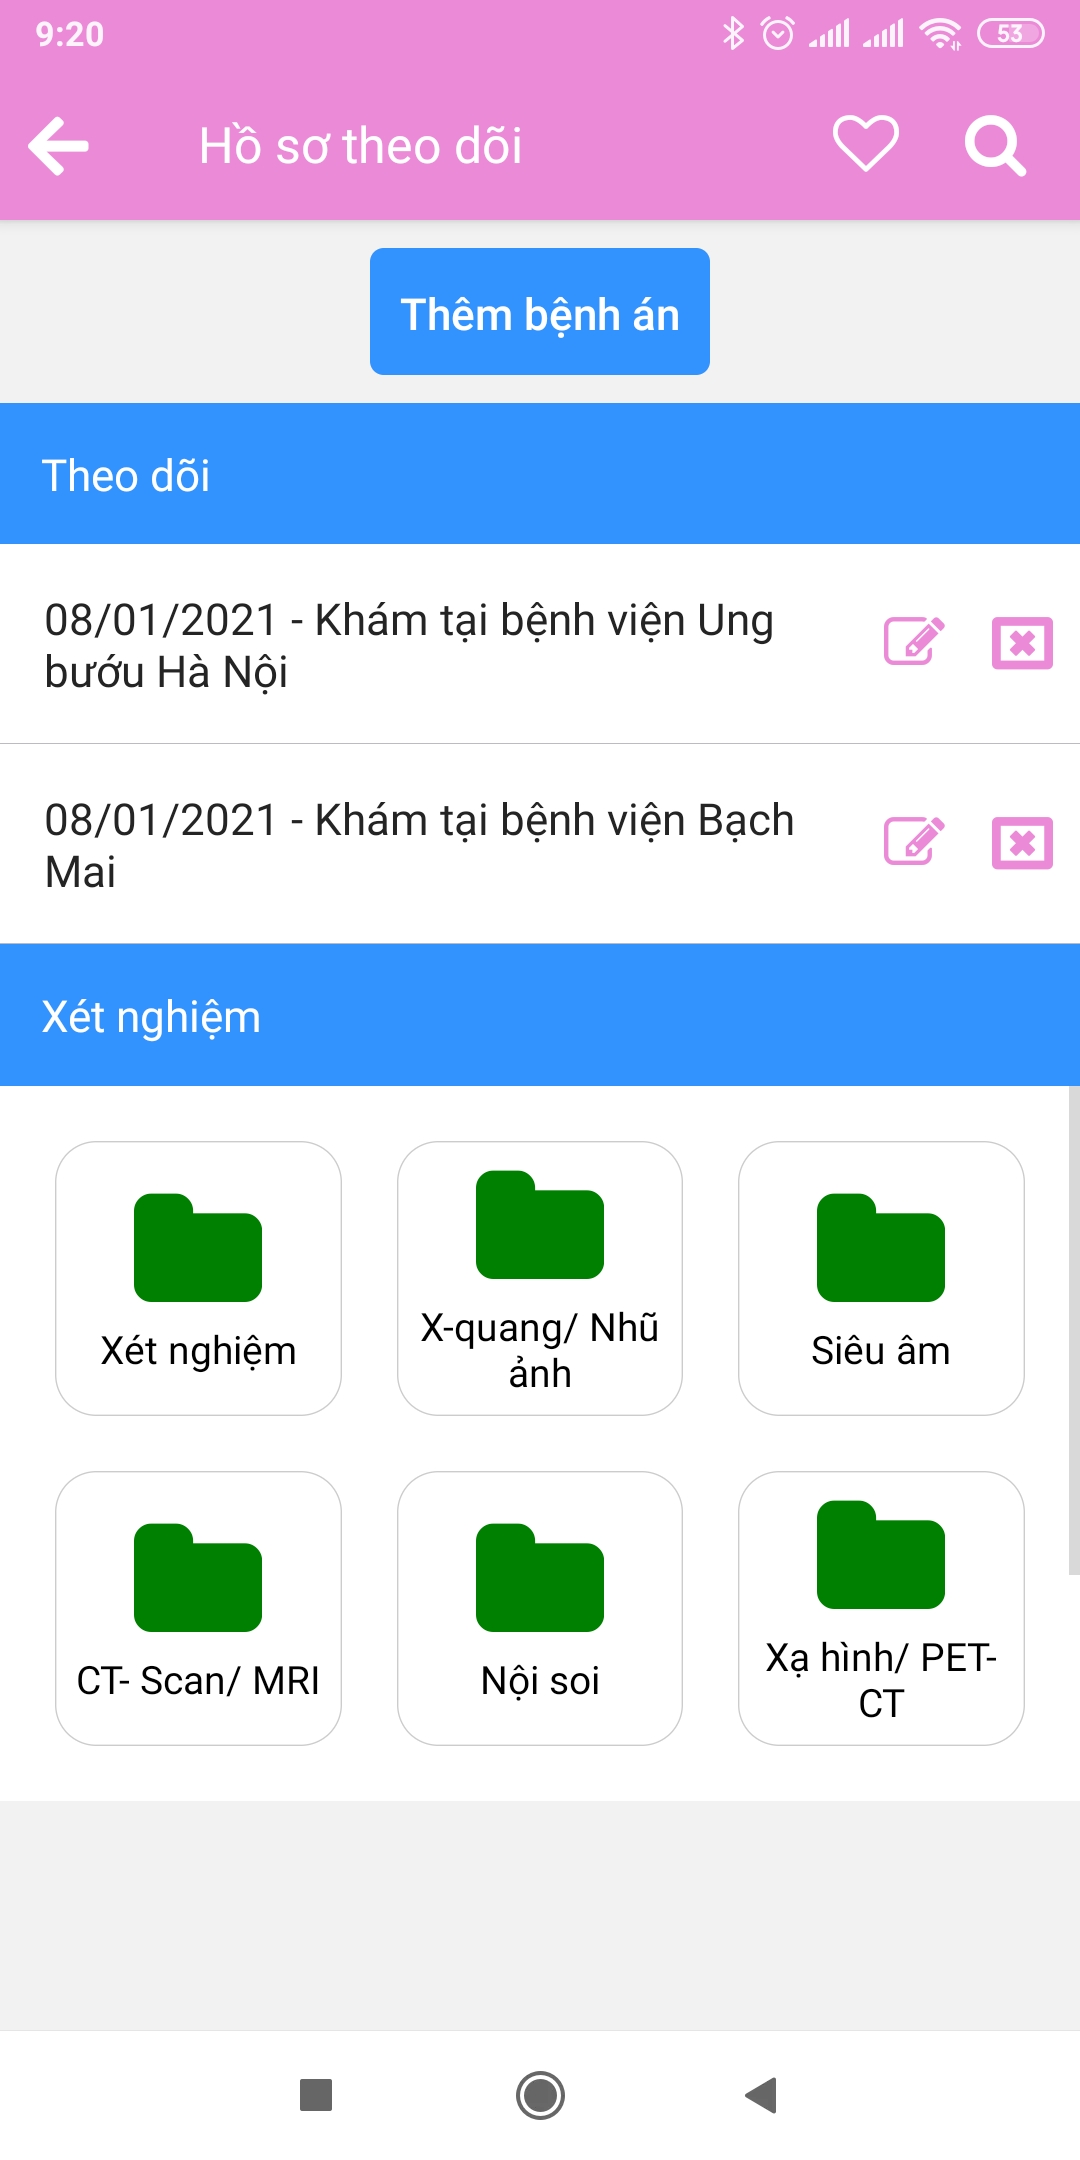 9:20
53
Hồ sơ theo dõi
Thêm bệnh án
Theo dõi
08/01/2021 - Khám tại bệnh viện Ung
bướu Hà Nội
08/01/2021 - Khám tại bệnh viện Bạch
Mai
Xét nghiệm
Xét nghiệm
X-quang/ Nhũ
ảnh
Siêu âm
CT- Scan/ MRI
Nội soi
Xạ hình/ PET-
CT